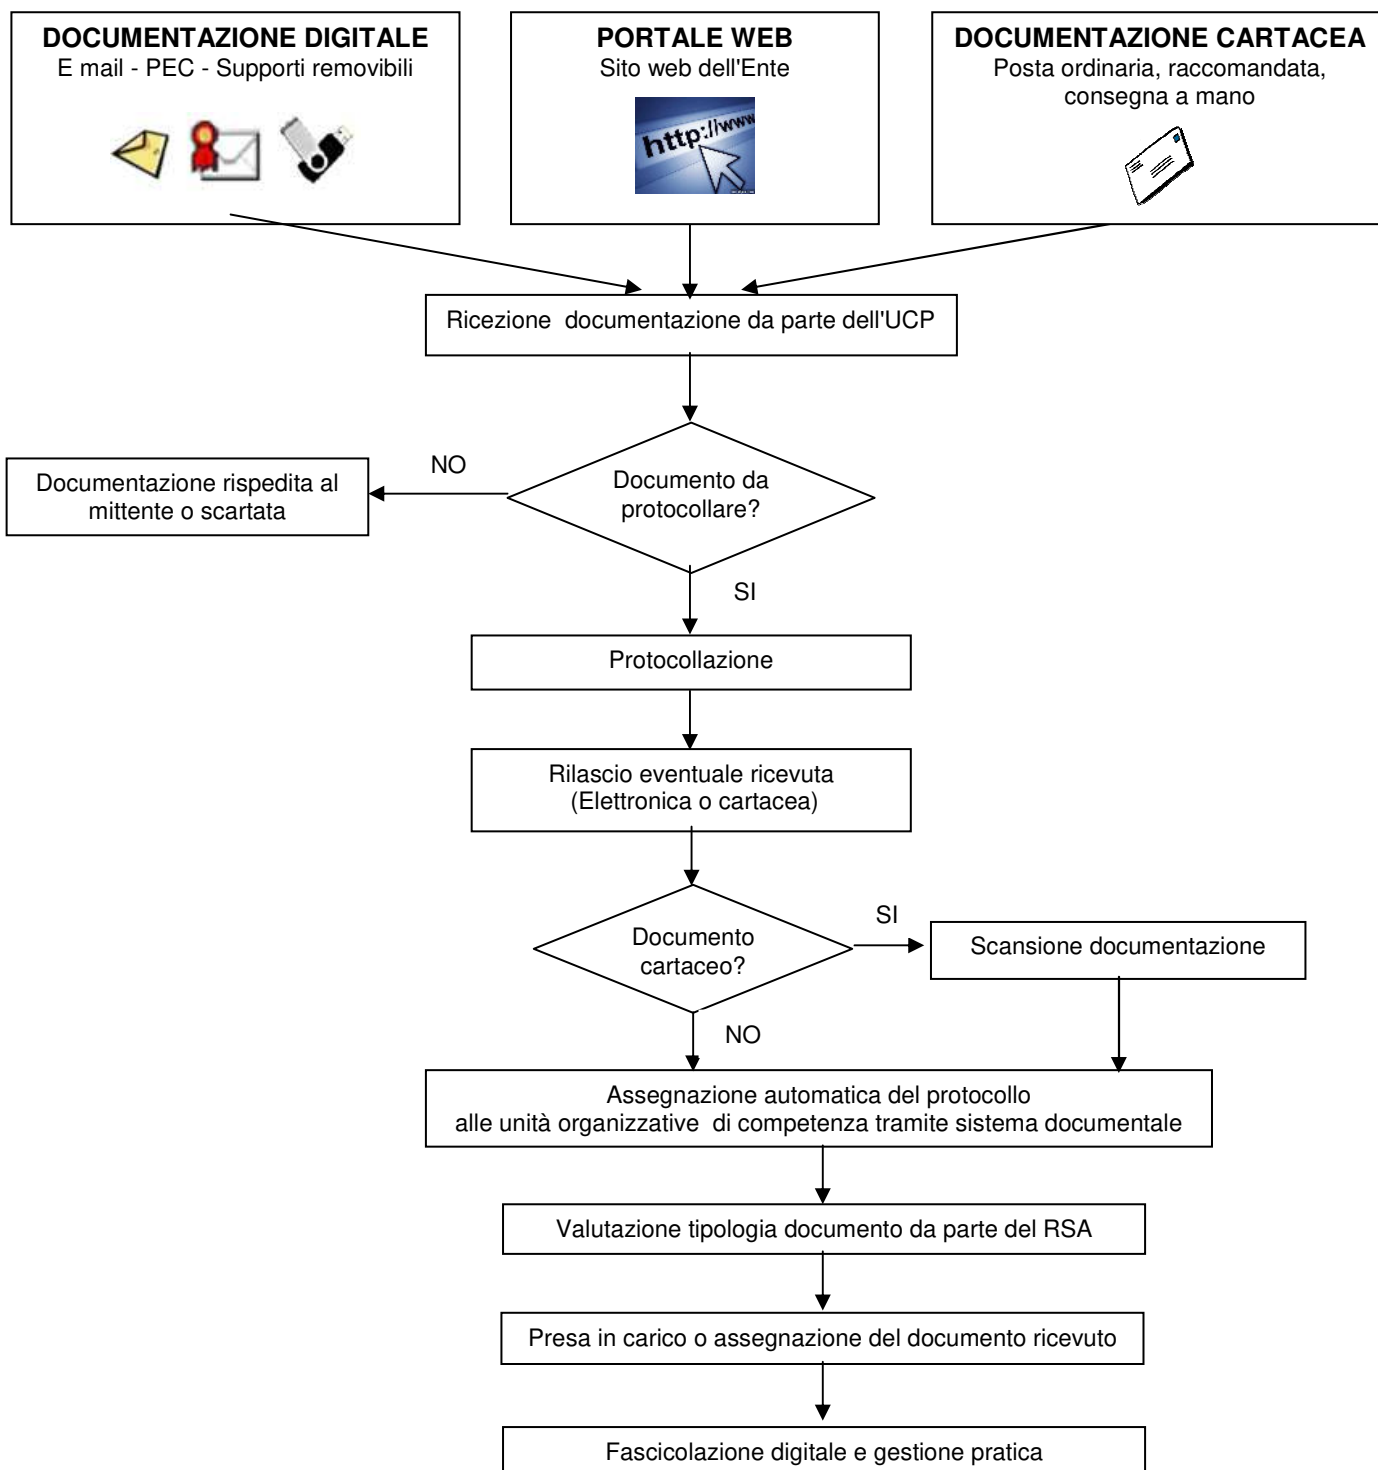 DOCUMENTAZIONE DIGITALE
E mail - PEC - Supporti removibili
PORTALE WEB
Sito web dell'Ente
http://www
DOCUMENTAZIONE CARTACEA
Posta ordinaria, raccomandata,
consegna a mano
Ricezione documentazione da parte dell'UCP
Documento da
protocollare?
NO
Documentazione rispedita al
mittente o scartata
SI
Protocollazione
Rilascio eventuale ricevuta
(Elettronica o cartacea)
Documento
cartaceo?
SI
Scansione documentazione
NO
Assegnazione automatica del protocollo
alle unità organizzative di competenza tramite sistema documentale
Valutazione tipologia documento da parte del RSA
Presa in carico o assegnazione del documento ricevuto
Fascicolazione digitale e gestione pratica